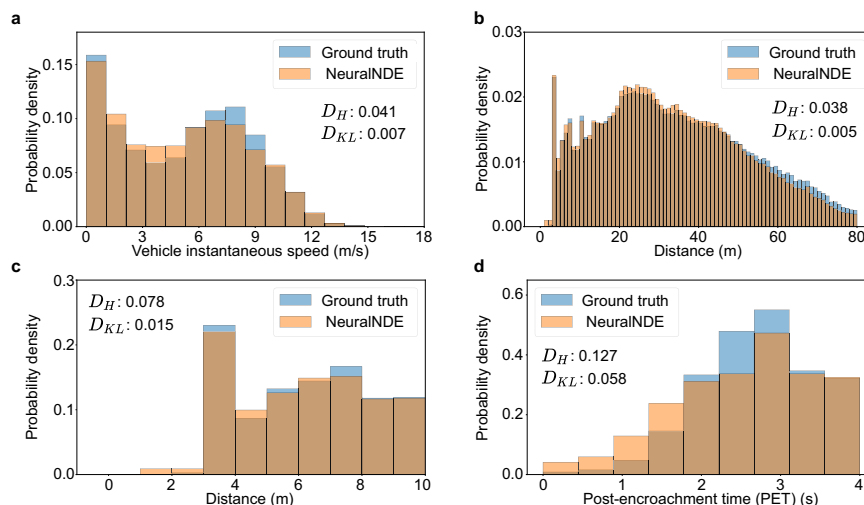 a
Probability density
0.15
0.10
0.05
0.00
Ground truth
NeuralNDE
D_H: 0.041
D_KL: 0.007
0 3 6 9 12 15 18
Vehicle instantaneous speed (m/s)
b
Probability density
0.03
0.02
0.01
0.00
Ground truth
NeuralNDE
D_H: 0.038
D_KL: 0.005
0 20 40 60 80
Distance (m)
c
Probability density
0.3
0.2
0.1
0.0
D_H: 0.078
D_KL: 0.015
Ground truth
NeuralNDE
0 2 4 6 8 10
Distance (m)
d
Probability density
0.6
0.4
0.2
0.0
Ground truth
NeuralNDE
D_H: 0.127
D_KL: 0.058
0 1 2 3 4
Post-encroachment time (PET) (s)